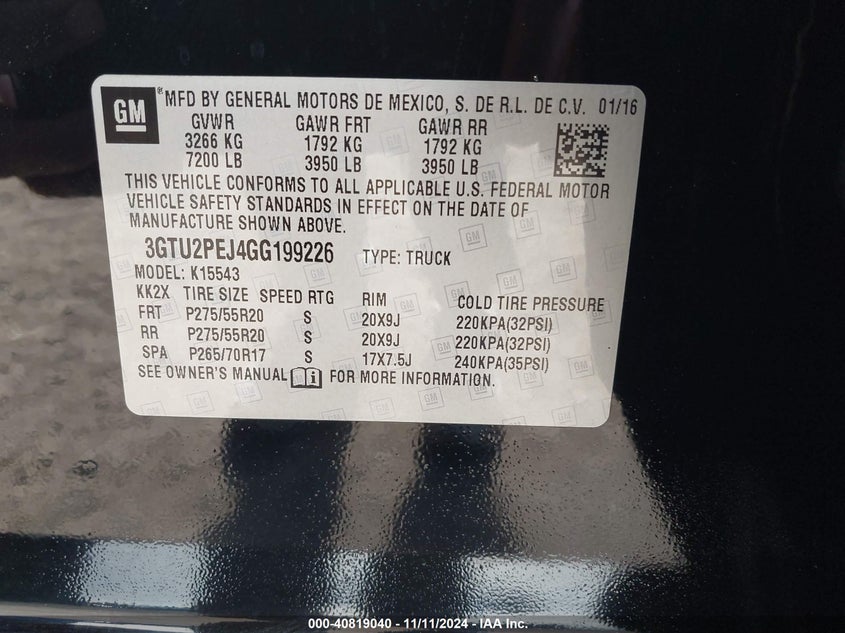 GM ® MFD BY GENERAL MOTORS DE MEXICO, S. DE R.L. DE C.V. 01/16
GVWR GAWR FRT GAWR RR
3266 KG 1792 KG 1792 KG
7200 LB 3950 LB 3950 LB
THIS VEHICLE CONFORMS TO ALL APPLICABLE U.S. FEDERAL MOTOR
VEHICLE SAFETY STANDARDS IN EFFECT ON THE DATE OF
MANUFACTURE SHOWN ABOVE.
3GTU2PEJ4GG199226 TYPE: TRUCK
MODEL: K15543
KK2X TIRE SIZE SPEED RTG RIM COLD TIRE PRESSURE
FRT P275/55R20 S 20X9J 220KPA(32PSI)
RR P275/55R20 S 20X9J 220KPA(32PSI)
SPA P265/70R17 S 17X7.5J 240KPA(35PSI)
SEE OWNER'S MANUAL i FOR MORE INFORMATION.
000-40819040 - 11/11/2024 - IAA Inc.